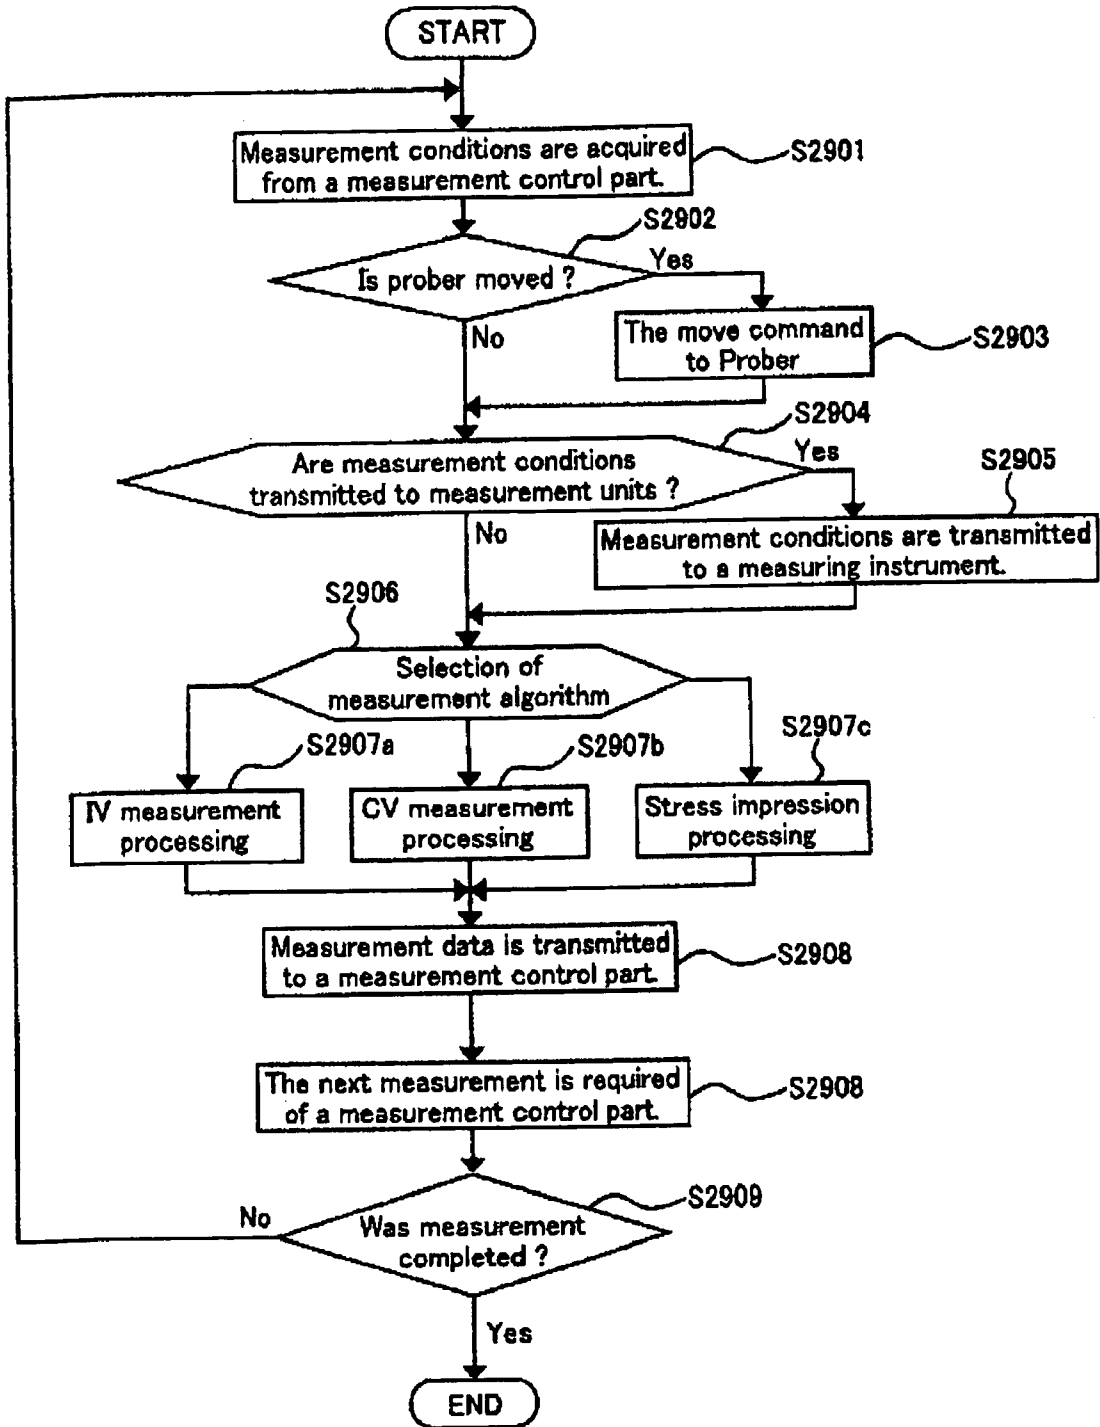 START
Measurement conditions are acquired
from a measurement control part.
S2901
S2902
Is prober moved ?
Yes
No
The move command
to Prober
S2903
S2904
Are measurement conditions
transmitted to measurement units ?
Yes
No
S2905
Measurement conditions are transmitted
to a measuring instrument.
S2906
Selection of
measurement algorithm
S2907a
IV measurement
processing
S2907b
CV measurement
processing
S2907c
Stress impression
processing
Measurement data is transmitted
to a measurement control part.
S2908
The next measurement is required
of a measurement control part.
S2908
S2909
Was measurement
completed ?
No
Yes
END